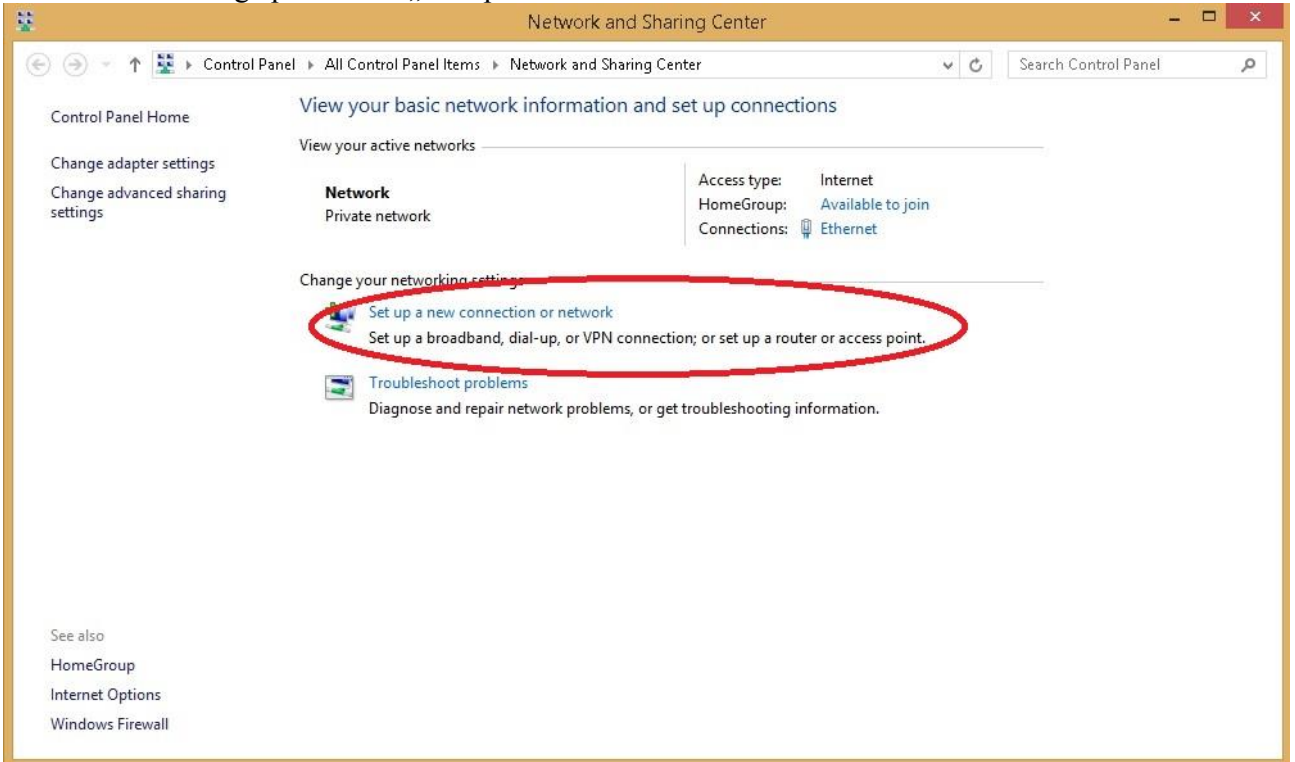 Network and Sharing Center
Control Panel ▸ All Control Panel Items ▸ Network and Sharing Center
Search Control Panel
Control Panel Home
Change adapter settings
Change advanced sharing
settings
View your basic network information and set up connections
View your active networks
Network
Private network
Access type: Internet
HomeGroup: Available to join
Connections: Ethernet
Change your networking settings
Set up a new connection or network
Set up a broadband, dial-up, or VPN connection; or set up a router or access point.
Troubleshoot problems
Diagnose and repair network problems, or get troubleshooting information.
See also
HomeGroup
Internet Options
Windows Firewall